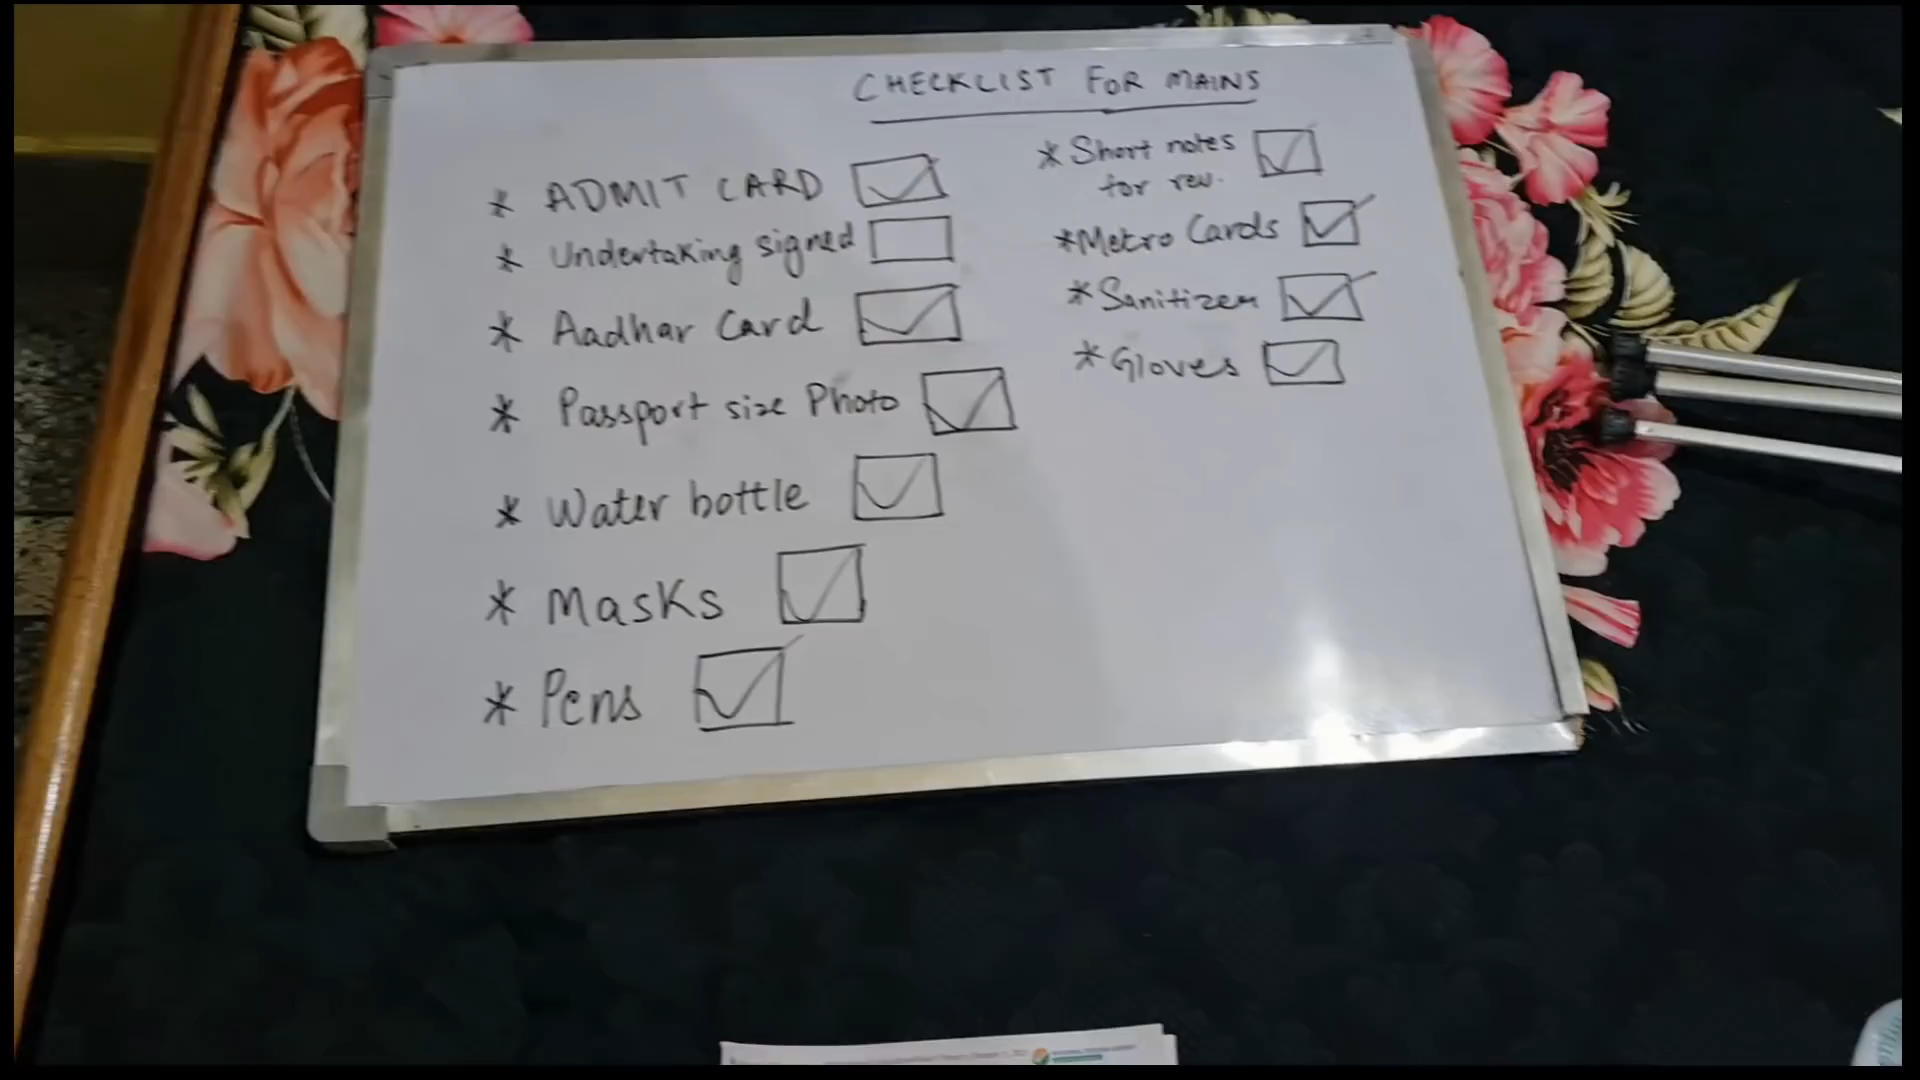 CHECKLIST FOR MAINS
* ADMIT CARD
* Undertaking signed
* Aadhar Card
* Passport size Photo
* Water bottle
* Masks
* Pens
* Short notes
for rev.
* Metro Cards
* Sanitizer
* Gloves